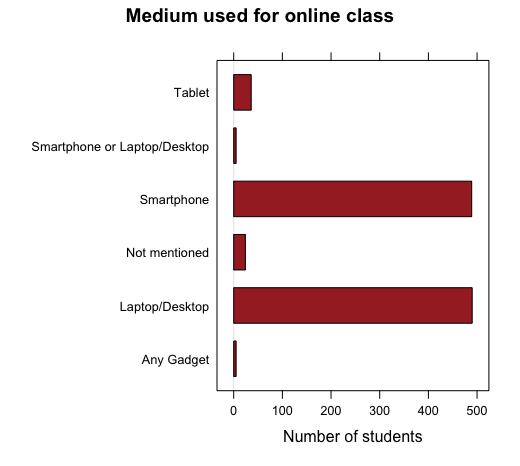 Medium used for online class
Tablet
Smartphone or Laptop/Desktop
Smartphone
Not mentioned
Laptop/Desktop
Any Gadget
0 100 200 300 400 500
Number of students